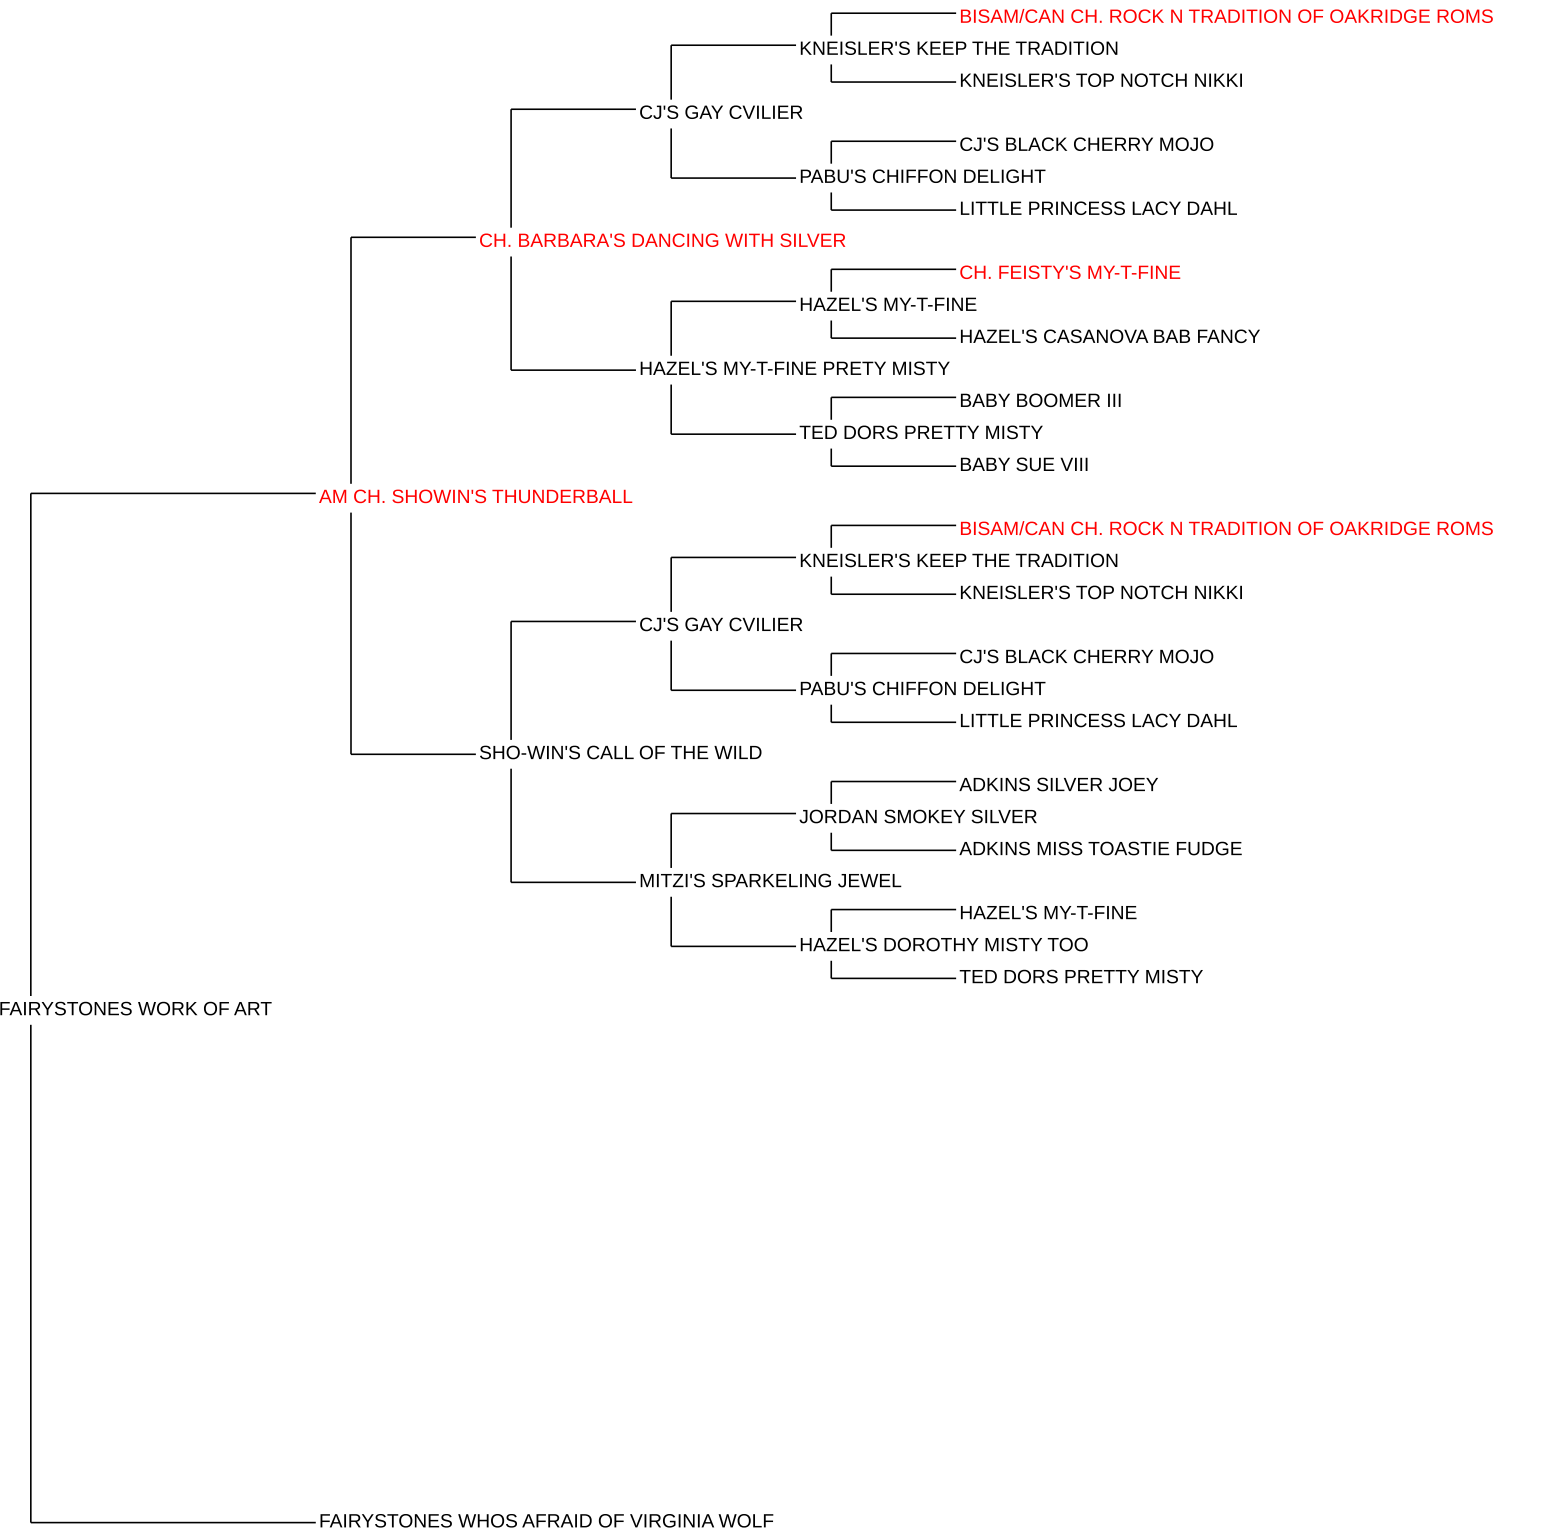 BISAM/CAN CH. ROCK N TRADITION OF OAKRIDGE ROMS
KNEISLER'S KEEP THE TRADITION
KNEISLER'S TOP NOTCH NIKKI
CJ'S GAY CVILIER
CJ'S BLACK CHERRY MOJO
PABU'S CHIFFON DELIGHT
LITTLE PRINCESS LACY DAHL
CH. BARBARA'S DANCING WITH SILVER
CH. FEISTY'S MY-T-FINE
HAZEL'S MY-T-FINE
HAZEL'S CASANOVA BAB FANCY
HAZEL'S MY-T-FINE PRETY MISTY
BABY BOOMER III
TED DORS PRETTY MISTY
BABY SUE VIII
AM CH. SHOWIN'S THUNDERBALL
BISAM/CAN CH. ROCK N TRADITION OF OAKRIDGE ROMS
KNEISLER'S KEEP THE TRADITION
KNEISLER'S TOP NOTCH NIKKI
CJ'S GAY CVILIER
CJ'S BLACK CHERRY MOJO
PABU'S CHIFFON DELIGHT
LITTLE PRINCESS LACY DAHL
SHO-WIN'S CALL OF THE WILD
ADKINS SILVER JOEY
JORDAN SMOKEY SILVER
ADKINS MISS TOASTIE FUDGE
MITZI'S SPARKELING JEWEL
HAZEL'S MY-T-FINE
HAZEL'S DOROTHY MISTY TOO
TED DORS PRETTY MISTY
FAIRYSTONES WORK OF ART
FAIRYSTONES WHOS AFRAID OF VIRGINIA WOLF